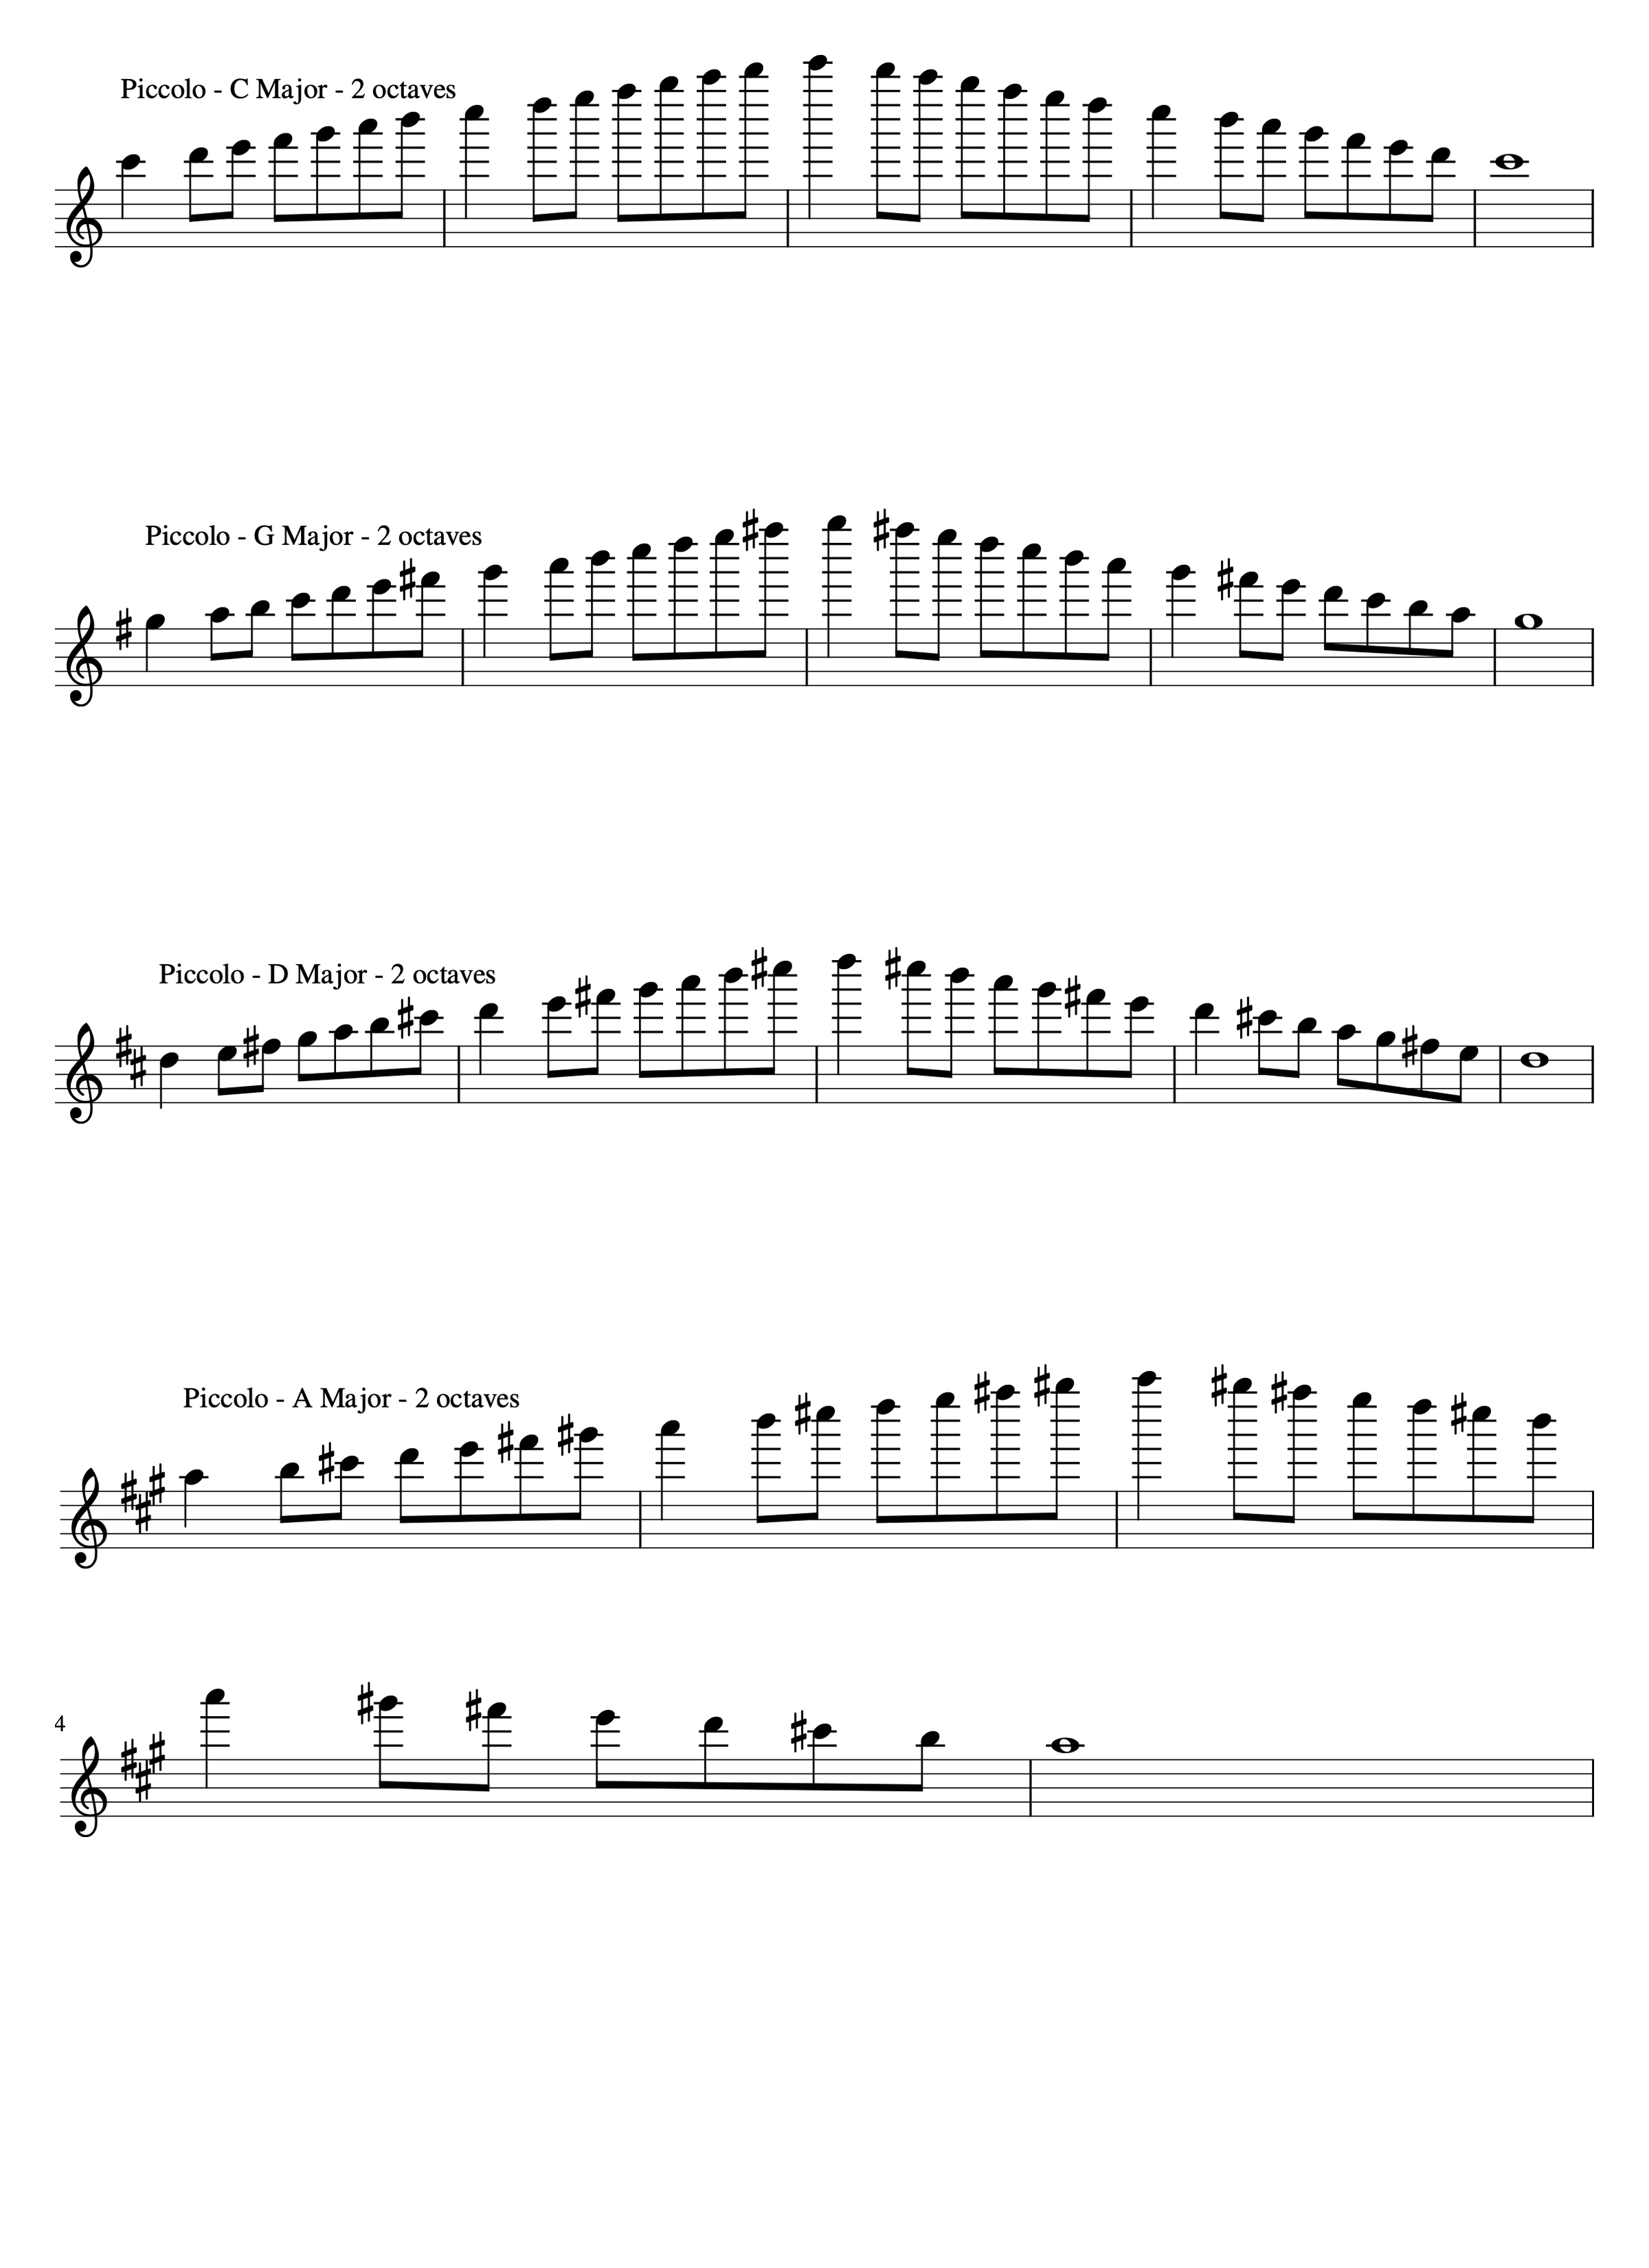 Piccolo - C Major - 2 octaves
Piccolo - G Major - 2 octaves
Piccolo - D Major - 2 octaves
Piccolo - A Major - 2 octaves
4